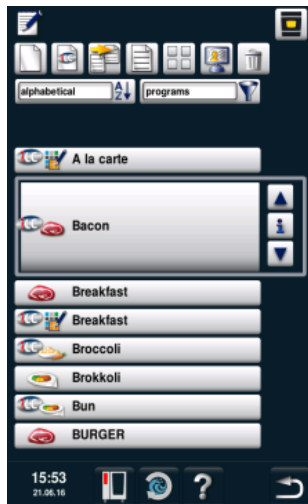 alphabetical
A
Z
programs
A la carte
Bacon
i
Breakfast
Breakfast
Broccoli
Brokkoli
Bun
BURGER
15:53
21.06.16
?